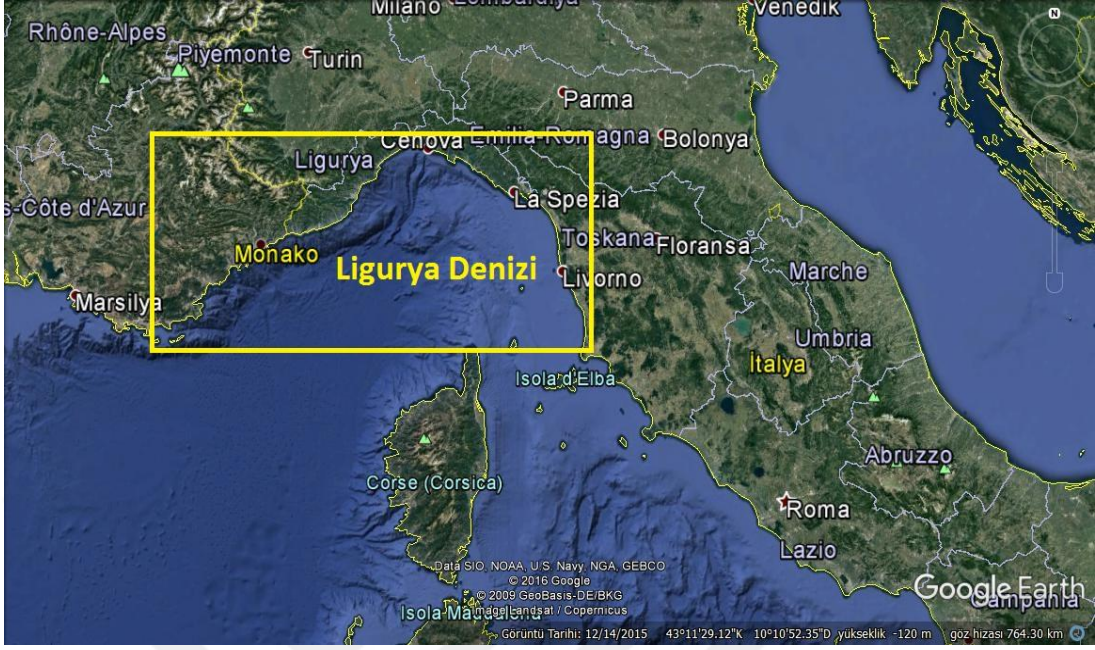 Milano
Lombardiya
Venedik
Rhône-Alpes
Piyemonte
Turin
Parma
Cenova
Emilia-Romagna
Bolonya
Ligurya
La Spezia
s-Côte d'Azur
Toskana
Floransa
Monako
Ligurya Denizi
Livorno
Marche
Marsilya
Umbria
İtalya
Isola d'Elba
Abruzzo
Corse (Corsica)
Roma
Lazio
Data SIO, NOAA, U.S. Navy, NGA, GEBCO
© 2016 Google
© 2009 GeoBasis-DE/BKG
Image Landsat / Copernicus
Isola Maddalena
Google Earth
Campania
Görüntü Tarihi: 12/14/2015 43°11'29.12"K 10°10'52.35"D yükseklik -120 m göz hizası 764.30 km
N